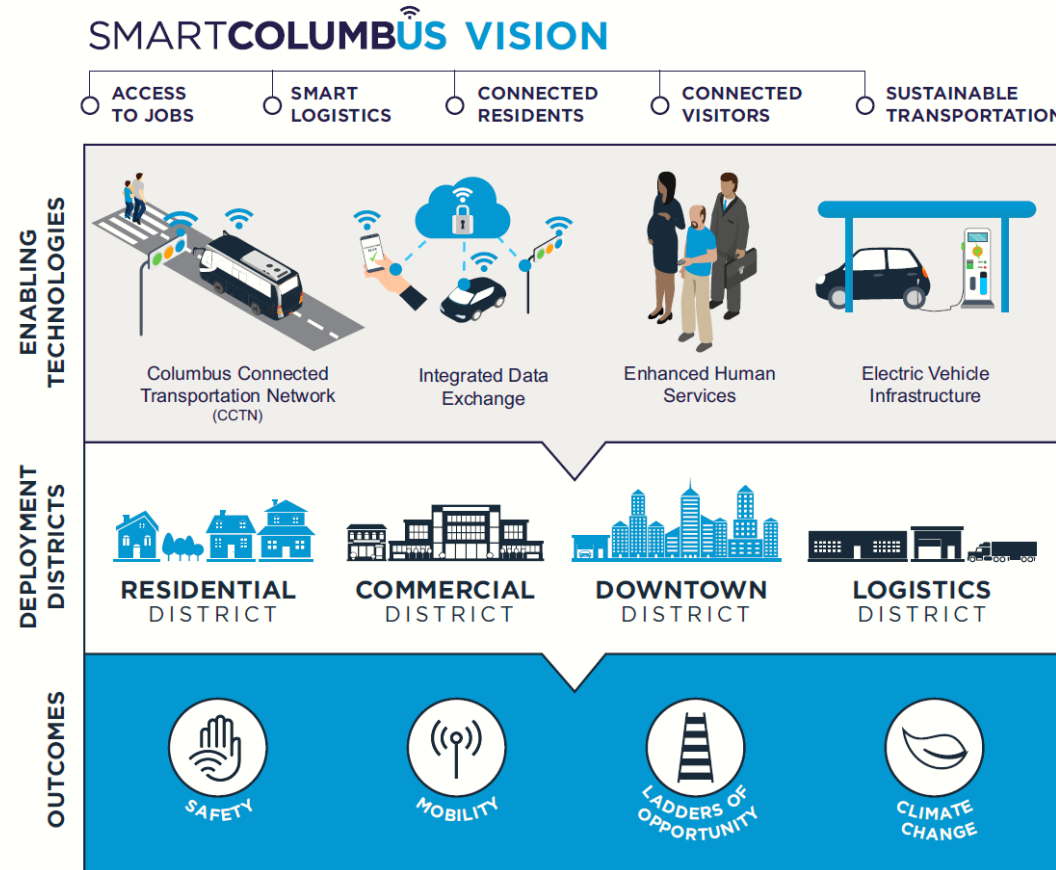 SMARTCOLUMBUS VISION
ACCESS
TO JOBS
SMART
LOGISTICS
CONNECTED
RESIDENTS
CONNECTED
VISITORS
SUSTAINABLE
TRANSPORTATION
ENABLING
TECHNOLOGIES
Columbus Connected
Transportation Network
(CCTN)
Integrated Data
Exchange
Enhanced Human
Services
Electric Vehicle
Infrastructure
DEPLOYMENT
DISTRICTS
RESIDENTIAL
DISTRICT
COMMERCIAL
DISTRICT
DOWNTOWN
DISTRICT
LOGISTICS
DISTRICT
OUTCOMES
SAFETY
MOBILITY
LADDERS OF
OPPORTUNITY
CLIMATE
CHANGE